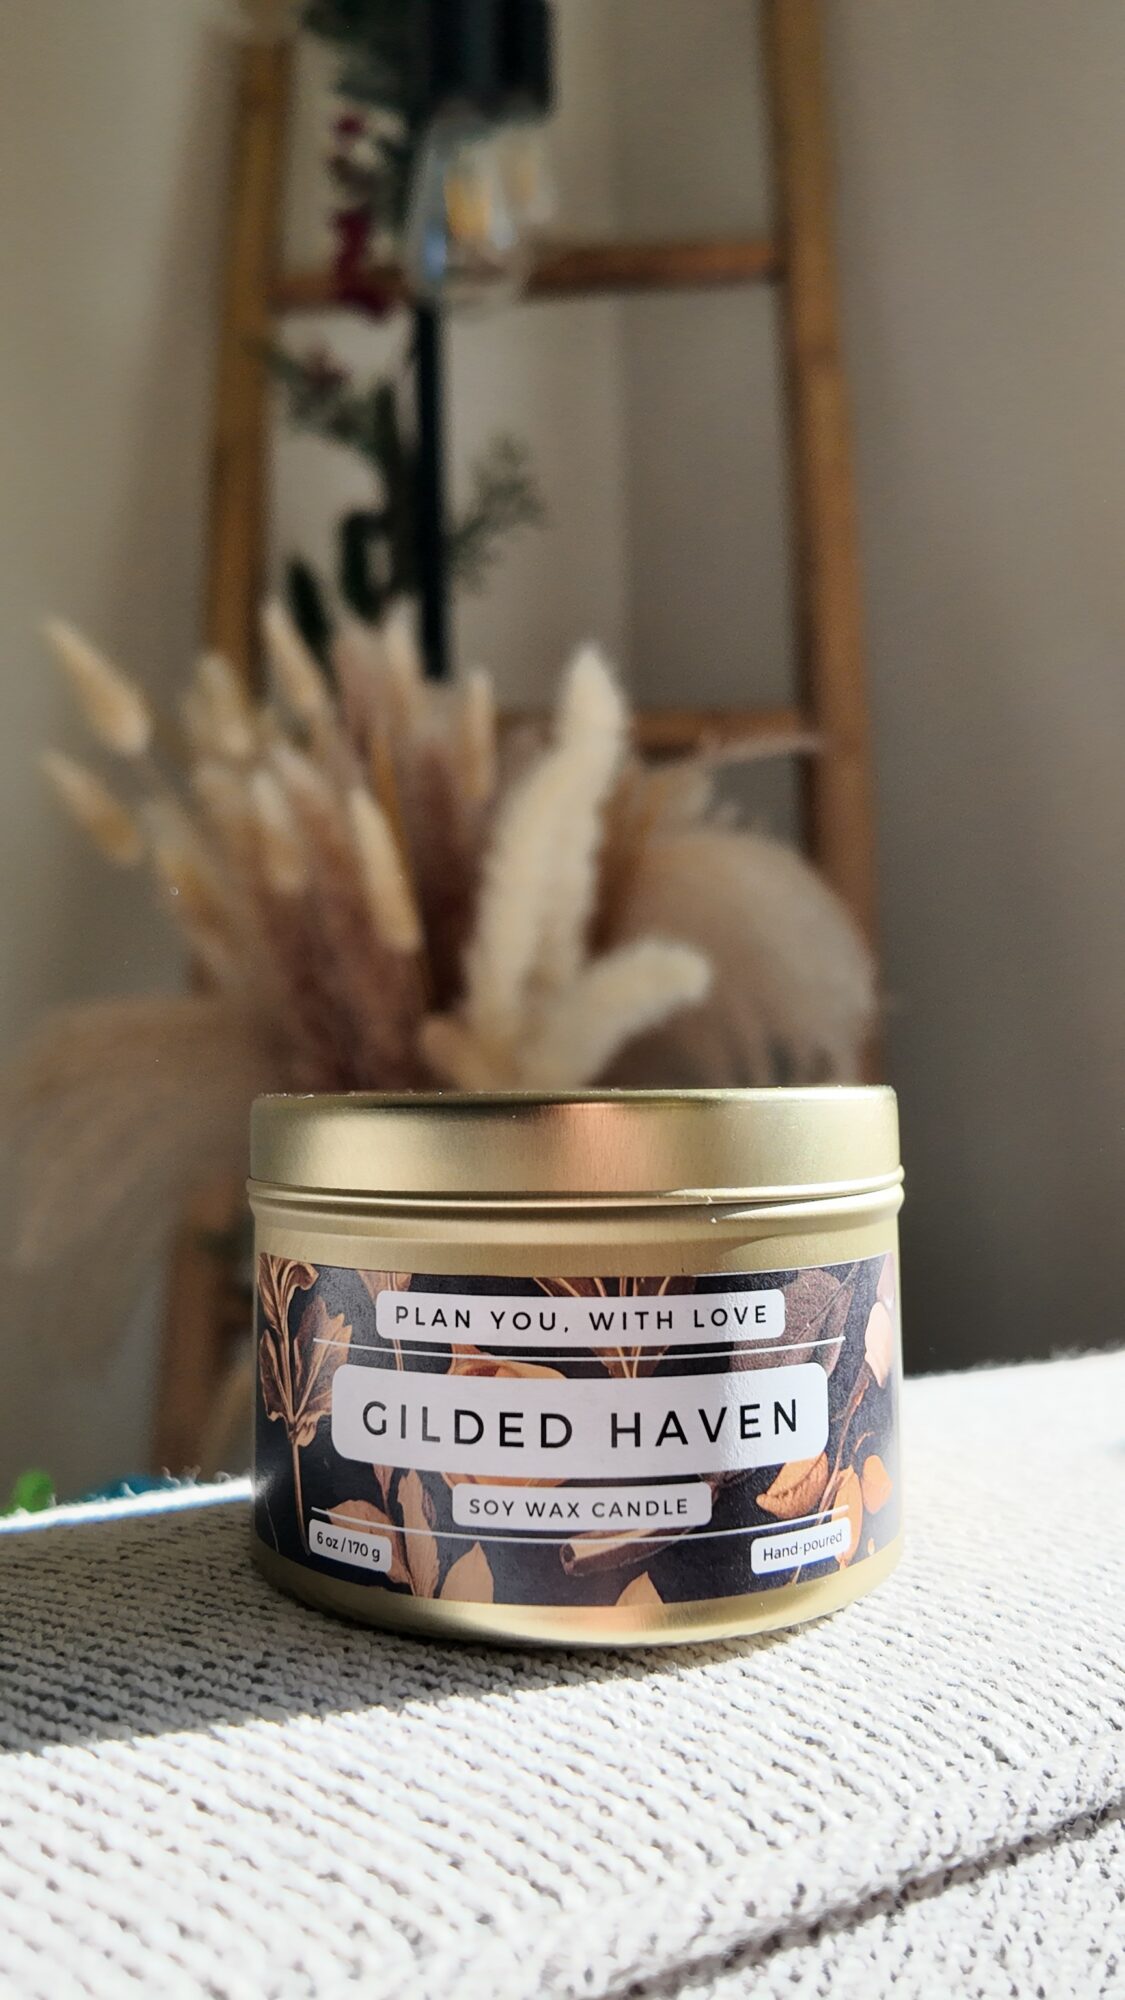 PLAN YOU, WITH LOVE
GILDED HAVEN
SOY WAX CANDLE
6 oz / 170 g
Hand-poured